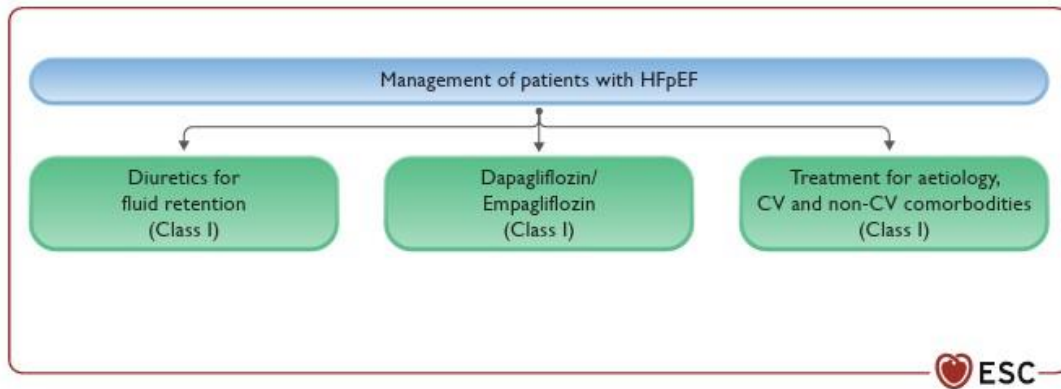 Management of patients with HFpEF
Diuretics for
fluid retention
(Class I)
Dapagliflozin/
Empagliflozin
(Class I)
Treatment for aetiology,
CV and non-CV comorbodities
(Class I)
ESC